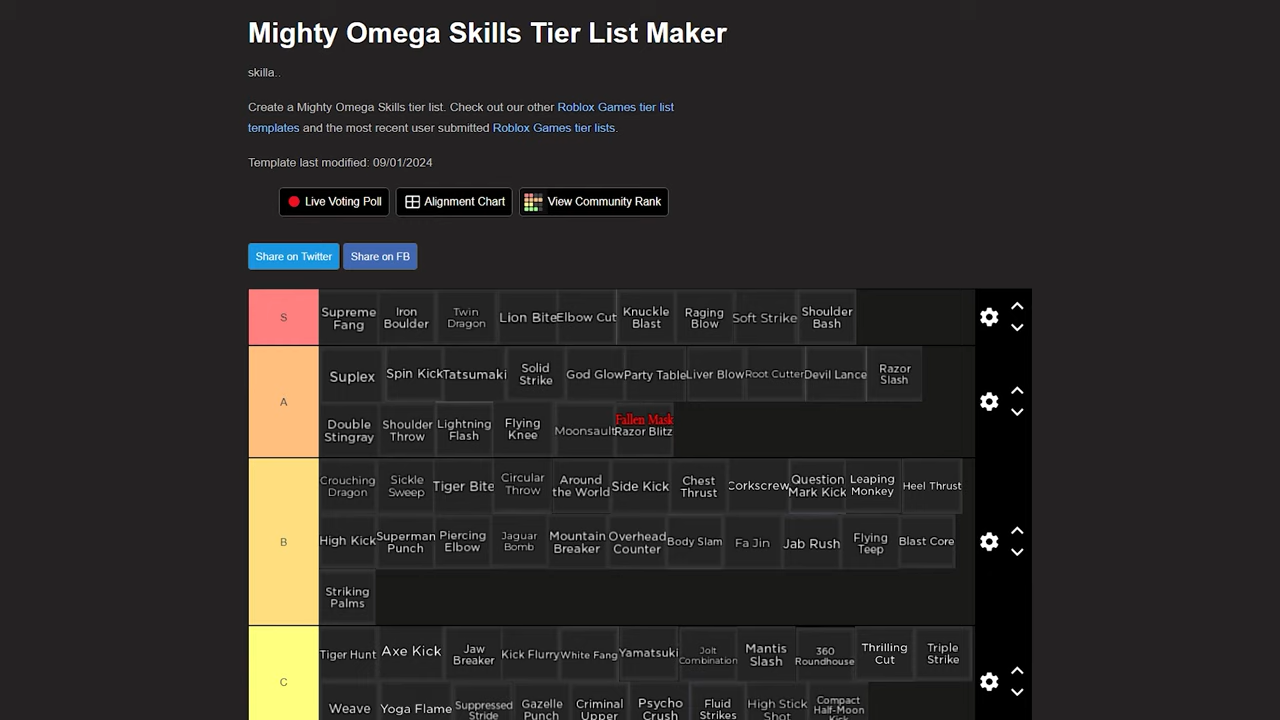 Mighty Omega Skills Tier List Maker
skilla..
Create a Mighty Omega Skills tier list. Check out our other Roblox Games tier list
templates and the most recent user submitted Roblox Games tier lists.
Template last modified: 09/01/2024
Live Voting Poll
Alignment Chart
View Community Rank
Share on Twitter
Share on FB
S
Supreme
Fang
Iron
Boulder
Twin
Dragon
Lion Bite
Elbow Cut
Knuckle
Blast
Raging
Blow
Soft Strike
Shoulder
Bash
A
Suplex
Spin Kick
Tatsumaki
Solid
Strike
God Glow
Party Table
Liver Blow
Root Cutter
Devil Lance
Razor
Slash
Double
Stingray
Shoulder
Throw
Lightning
Flash
Flying
Knee
Moonsault
Fallen Mask
Razor Blitz
B
Crouching
Dragon
Sickle
Sweep
Tiger Bite
Circular
Throw
Around
the World
Side Kick
Chest
Thrust
Corkscrew
Question
Mark Kick
Leaping
Monkey
Heel Thrust
High Kick
Superman
Punch
Piercing
Elbow
Jaguar
Bomb
Mountain
Breaker
Overhead
Counter
Body Slam
Fa Jin
Jab Rush
Flying
Teep
Blast Core
Striking
Palms
C
Tiger Hunt
Axe Kick
Jaw
Breaker
Kick Flurry
White Fang
Yamatsuki
Jolt
Combination
Mantis
Slash
360
Roundhouse
Thrilling
Cut
Triple
Strike
Weave
Yoga Flame
Suppressed
Stride
Gazelle
Punch
Criminal
Upper
Psycho
Crush
Fluid
Strikes
High Stick
Shot
Compact
Half-Moon
Kick